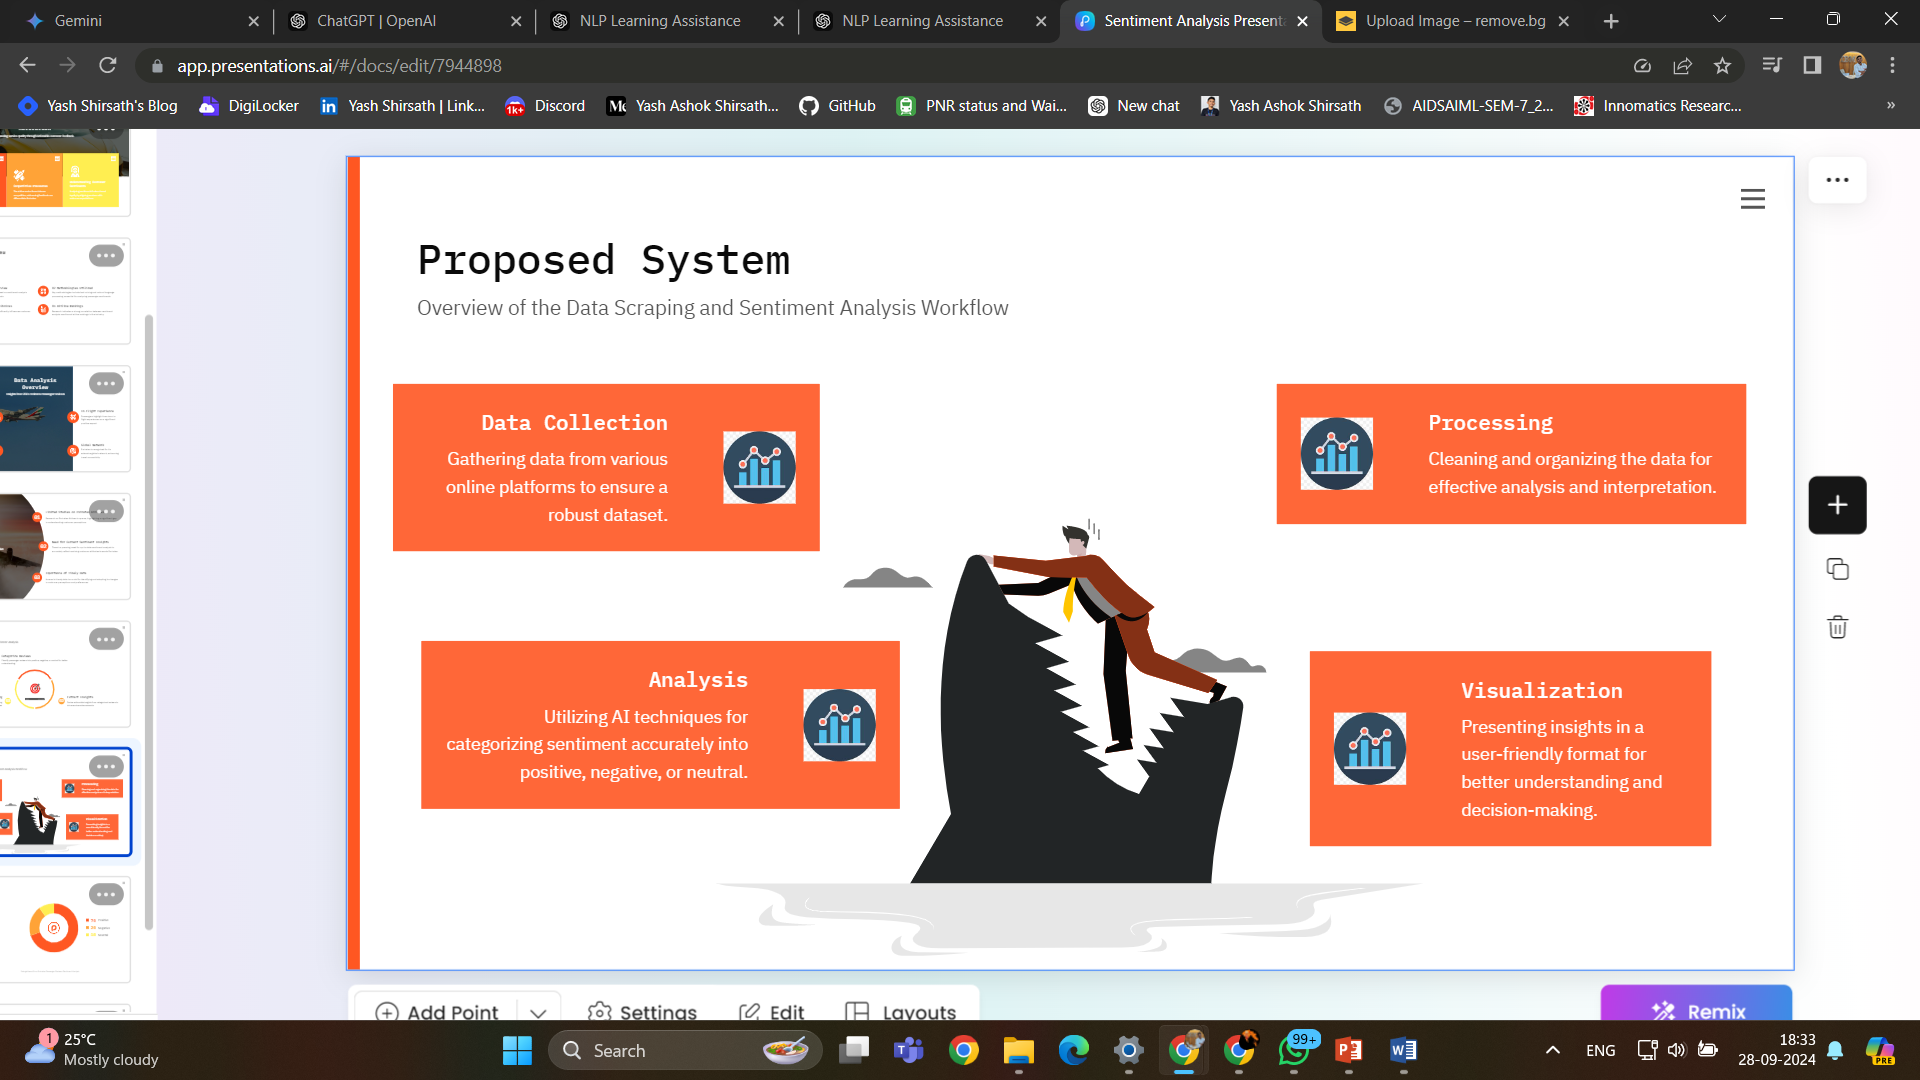 Gemini
ChatGPT | OpenAI
NLP Learning Assistance
NLP Learning Assistance
Sentiment Analysis Present
Upload Image – remove.bg
app.presentations.ai/#/docs/edit/7944898
Yash Shirsath's Blog
DigiLocker
Yash Shirsath | Link...
Discord
Yash Ashok Shirsath...
GitHub
PNR status and Wai...
New chat
Yash Ashok Shirsath
AIDSAIML-SEM-7_2...
Innomatics Researc...
Data Analysis
Overview
Proposed System
Overview of the Data Scraping and Sentiment Analysis Workflow
Data Collection
Gathering data from various
online platforms to ensure a
robust dataset.
Processing
Cleaning and organizing the data for
effective analysis and interpretation.
Analysis
Utilizing AI techniques for
categorizing sentiment accurately into
positive, negative, or neutral.
Visualization
Presenting insights in a
user-friendly format for
better understanding and
decision-making.
Add Point
Settings
Edit
Layouts
Remix
1
25°C
Mostly cloudy
Search
99+
ENG
18:33
28-09-2024
PRE